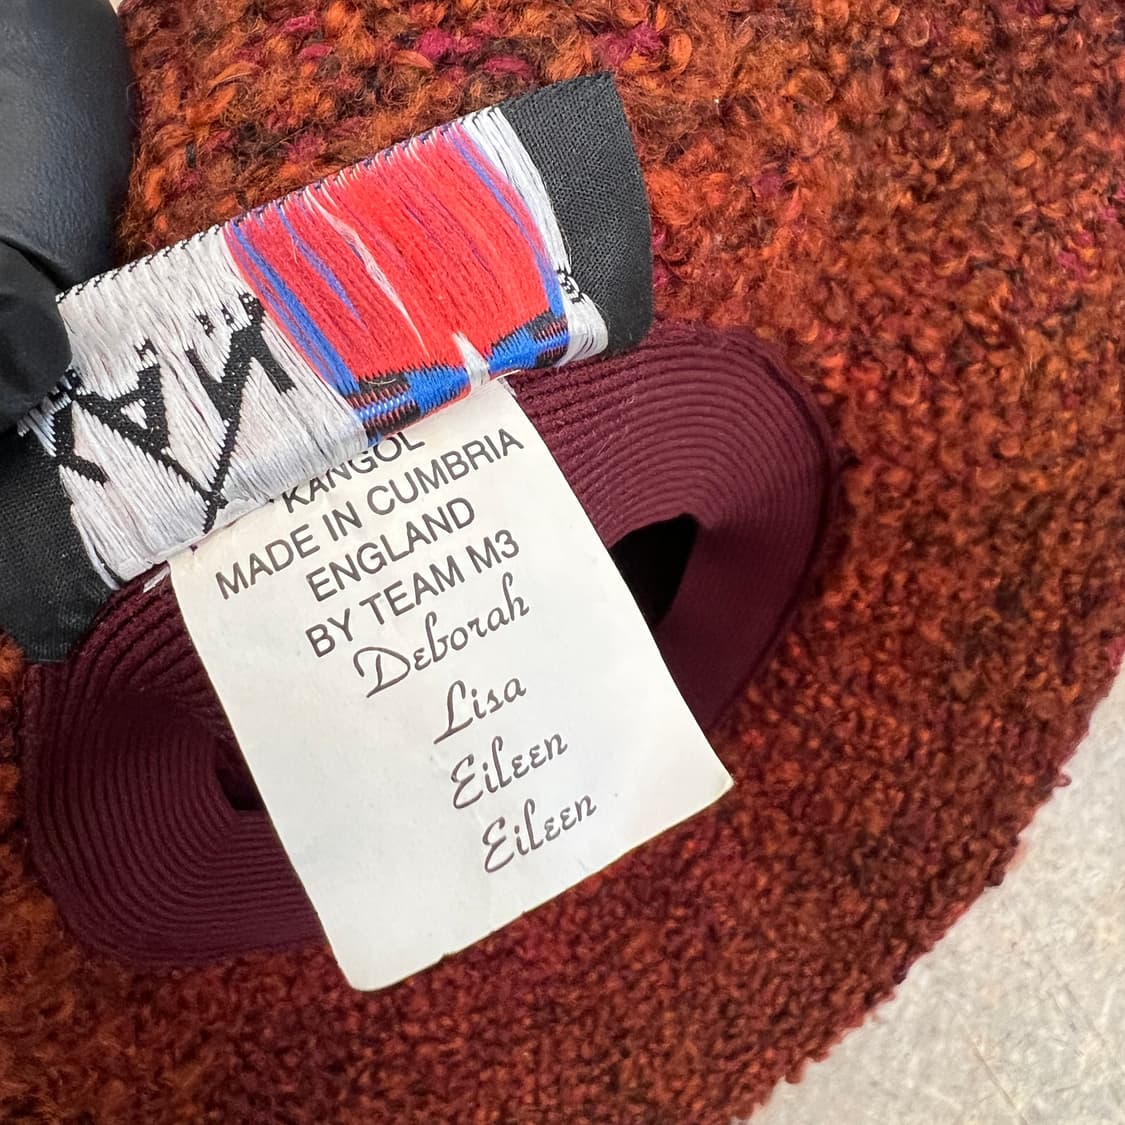 KANGOL
MADE IN CUMBRIA
ENGLAND
BY TEAM M3
Deborah
Lisa
Eileen
Eileen